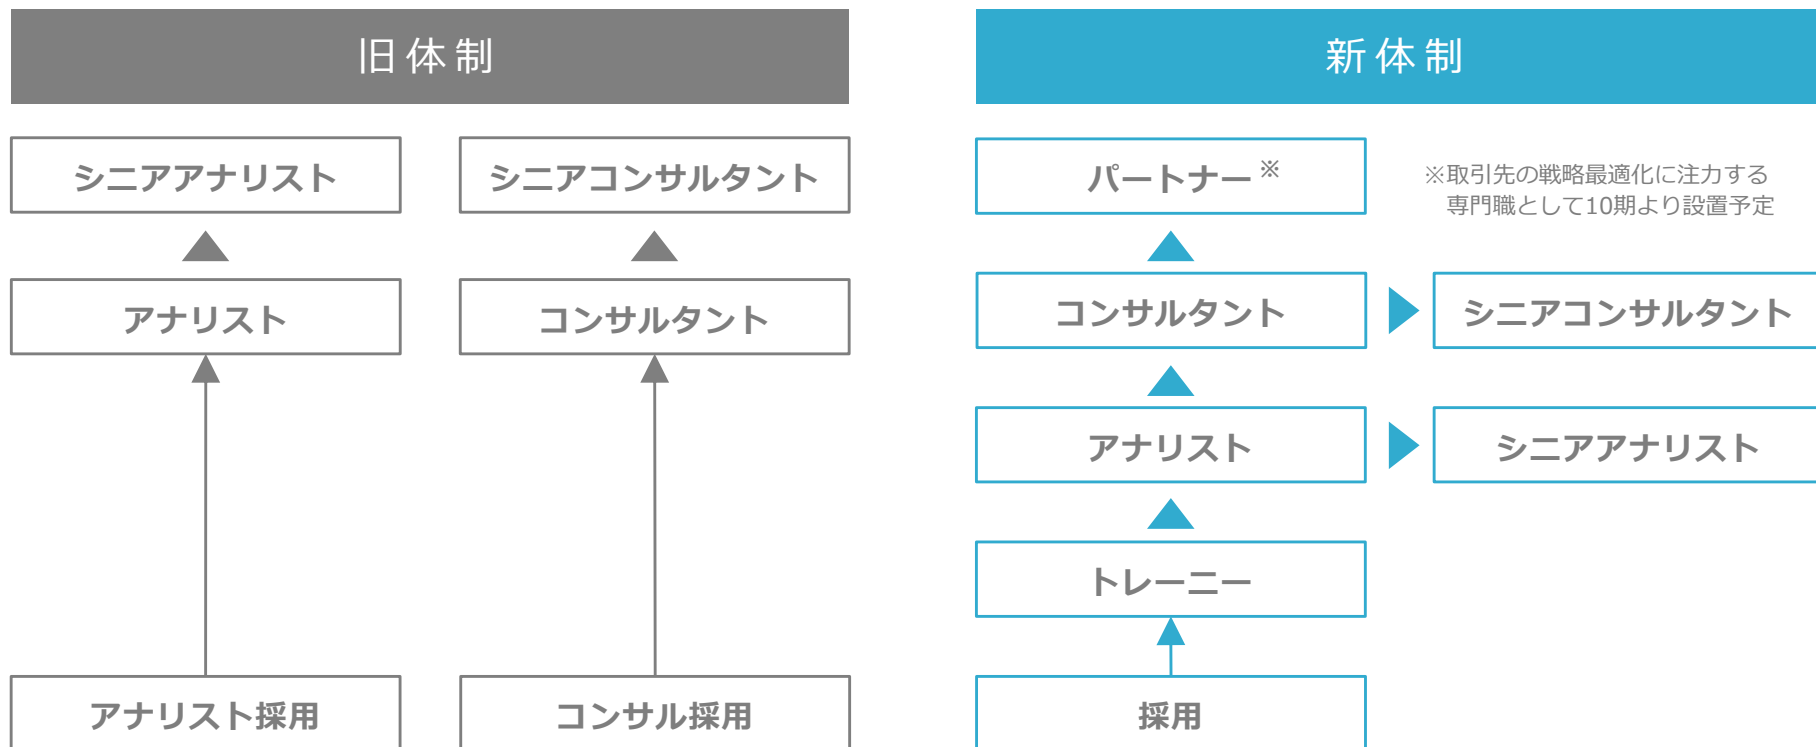 旧体制
シニアアナリスト
シニアコンサルタント
アナリスト
コンサルタント
アナリスト採用
コンサル採用
新体制
パートナー※
※取引先の戦略最適化に注力する
専門職として10期より設置予定
コンサルタント
シニアコンサルタント
アナリスト
シニアアナリスト
トレーニー
採用